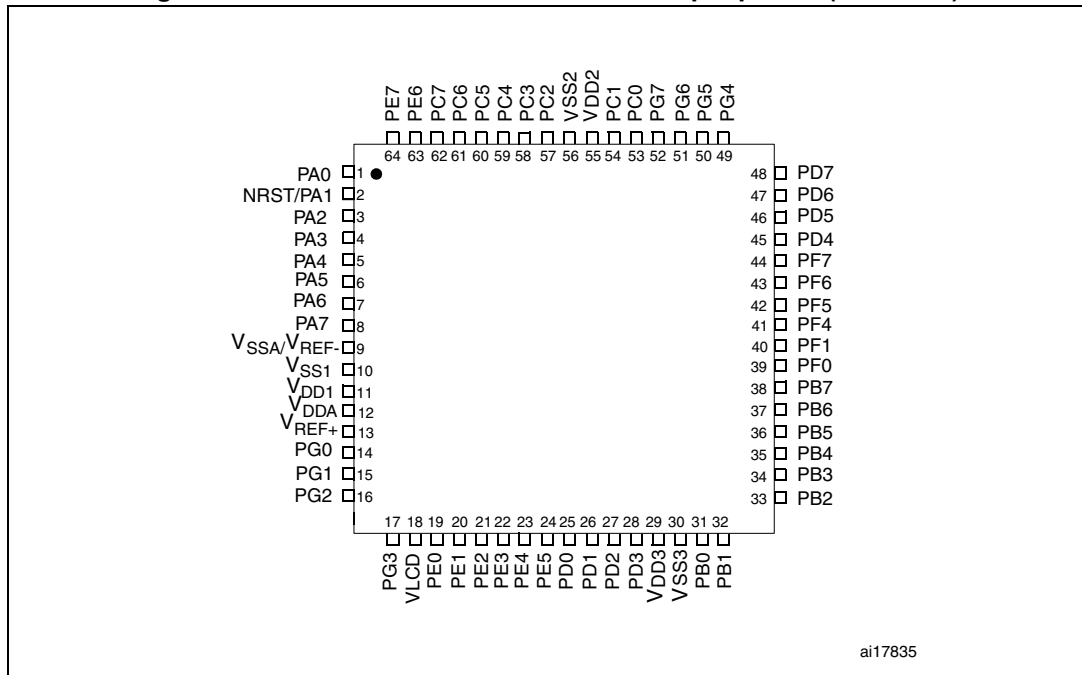 PE7 PE6 PC7 PC6 PC5 PC4 PC3 PC2 VSS2 VDD2 PC1 PC0 PG7 PG6 PG5 PG4
64 63 62 61 60 59 58 57 56 55 54 53 52 51 50 49
PA0 1
NRST/PA1 2
PA2 3
PA3 4
PA4 5
PA5 6
PA6 7
PA7 8
VSSA/VREF- 9
VSS1 10
VDD1 11
VDDA 12
VREF+ 13
PG0 14
PG1 15
PG2 16
48 PD7
47 PD6
46 PD5
45 PD4
44 PF7
43 PF6
42 PF5
41 PF4
40 PF1
39 PF0
38 PB7
37 PB6
36 PB5
35 PB4
34 PB3
33 PB2
17 18 19 20 21 22 23 24 25 26 27 28 29 30 31 32
PG3 VLCD PE0 PE1 PE2 PE3 PE4 PE5 PD0 PD1 PD2 PD3 VDD3 VSS3 PB0 PB1
ai17835